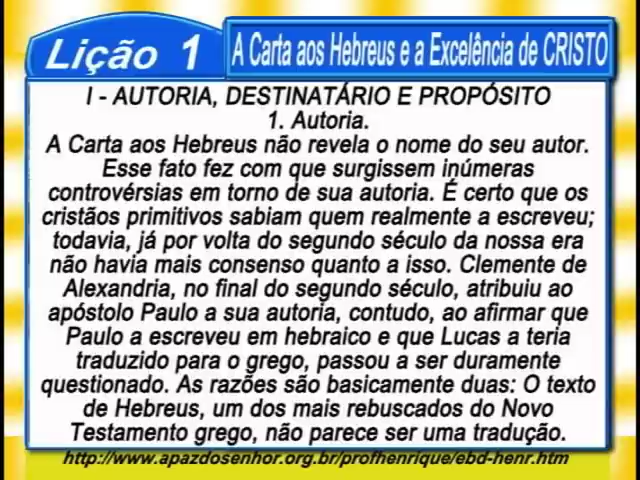 Lição 1
A Carta aos Hebreus e a Excelência de CRISTO
I - AUTORIA, DESTINATÁRIO E PROPÓSITO
1. Autoria.
A Carta aos Hebreus não revela o nome do seu autor.
Esse fato fez com que surgissem inúmeras
controvérsias em torno de sua autoria. É certo que os
cristãos primitivos sabiam quem realmente a escreveu;
todavia, já por volta do segundo século da nossa era
não havia mais consenso quanto a isso. Clemente de
Alexandria, no final do segundo século, atribuiu ao
apóstolo Paulo a sua autoria, contudo, ao afirmar que
Paulo a escreveu em hebraico e que Lucas a teria
traduzido para o grego, passou a ser duramente
questionado. As razões são basicamente duas: O texto
de Hebreus, um dos mais rebuscados do Novo
Testamento grego, não parece ser uma tradução.
http://www.apazdosenhor.org.br/profhenrique/ebd-henr.htm